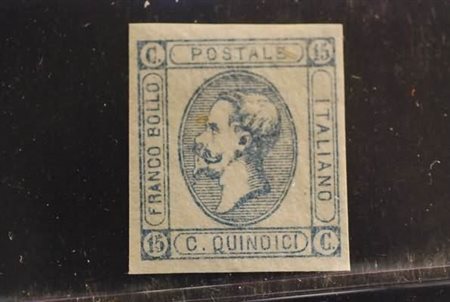 C. POSTALE 15
FRANCO BOLLO
ITALIANO
15 C. QUINDICI C.